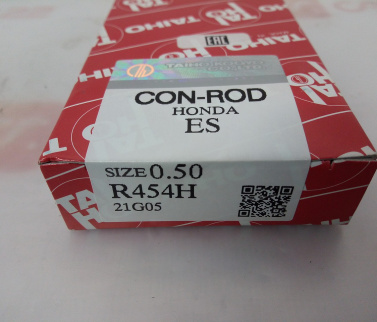 TAIHO
EAC
CON-ROD
HONDA
ES
SIZE 0.50
R454H
21G05